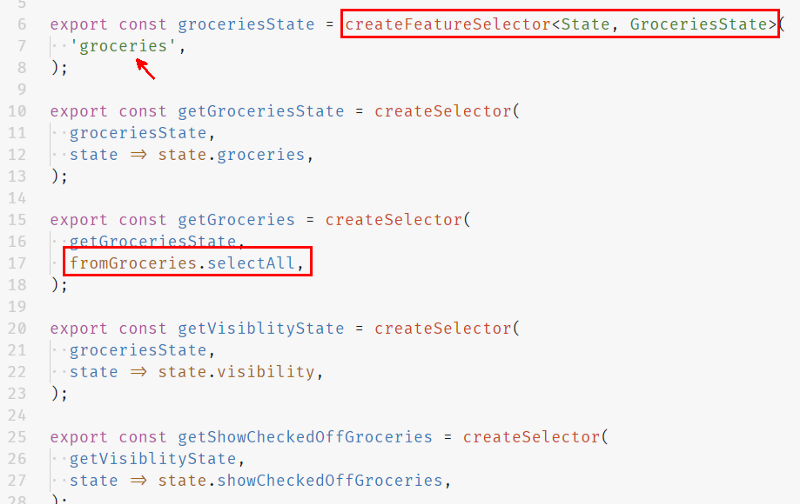 5
6 export const groceriesState = createFeatureSelector<State, GroceriesState>(
7 ··'groceries',
8 );
9
10 export const getGroceriesState = createSelector(
11 ··groceriesState,
12 ··state => state.groceries,
13 );
14
15 export const getGroceries = createSelector(
16 ··getGroceriesState,
17 ··fromGroceries.selectAll,
18 );
19
20 export const getVisiblityState = createSelector(
21 ··groceriesState,
22 ··state => state.visibility,
23 );
24
25 export const getShowCheckedOffGroceries = createSelector(
26 ··getVisiblityState,
27 ··state => state.showCheckedOffGroceries,
28 );